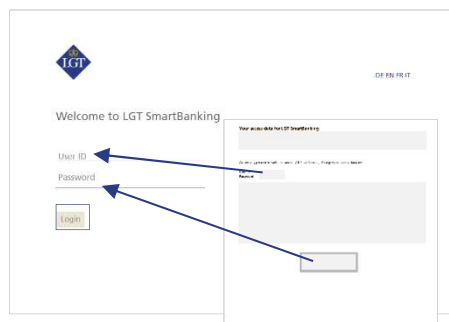 LGT
DE EN FR IT
Welcome to LGT SmartBanking
Your access data for LGT SmartBanking
User ID
Password
Password
Login